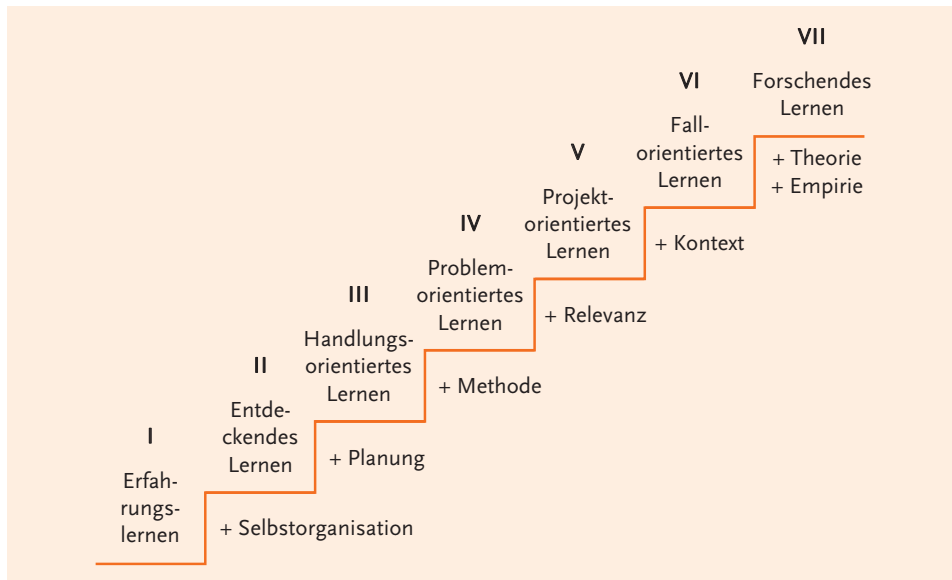 I
Erfah-
rungs-
lernen
+ Selbstorganisation
II
Entde-
ckendes
Lernen
+ Planung
III
Handlungs-
orientiertes
Lernen
+ Methode
IV
Problem-
orientiertes
Lernen
+ Relevanz
V
Projekt-
orientiertes
Lernen
+ Kontext
VI
Fall-
orientiertes
Lernen
+ Theorie
+ Empirie
VII
Forschendes
Lernen